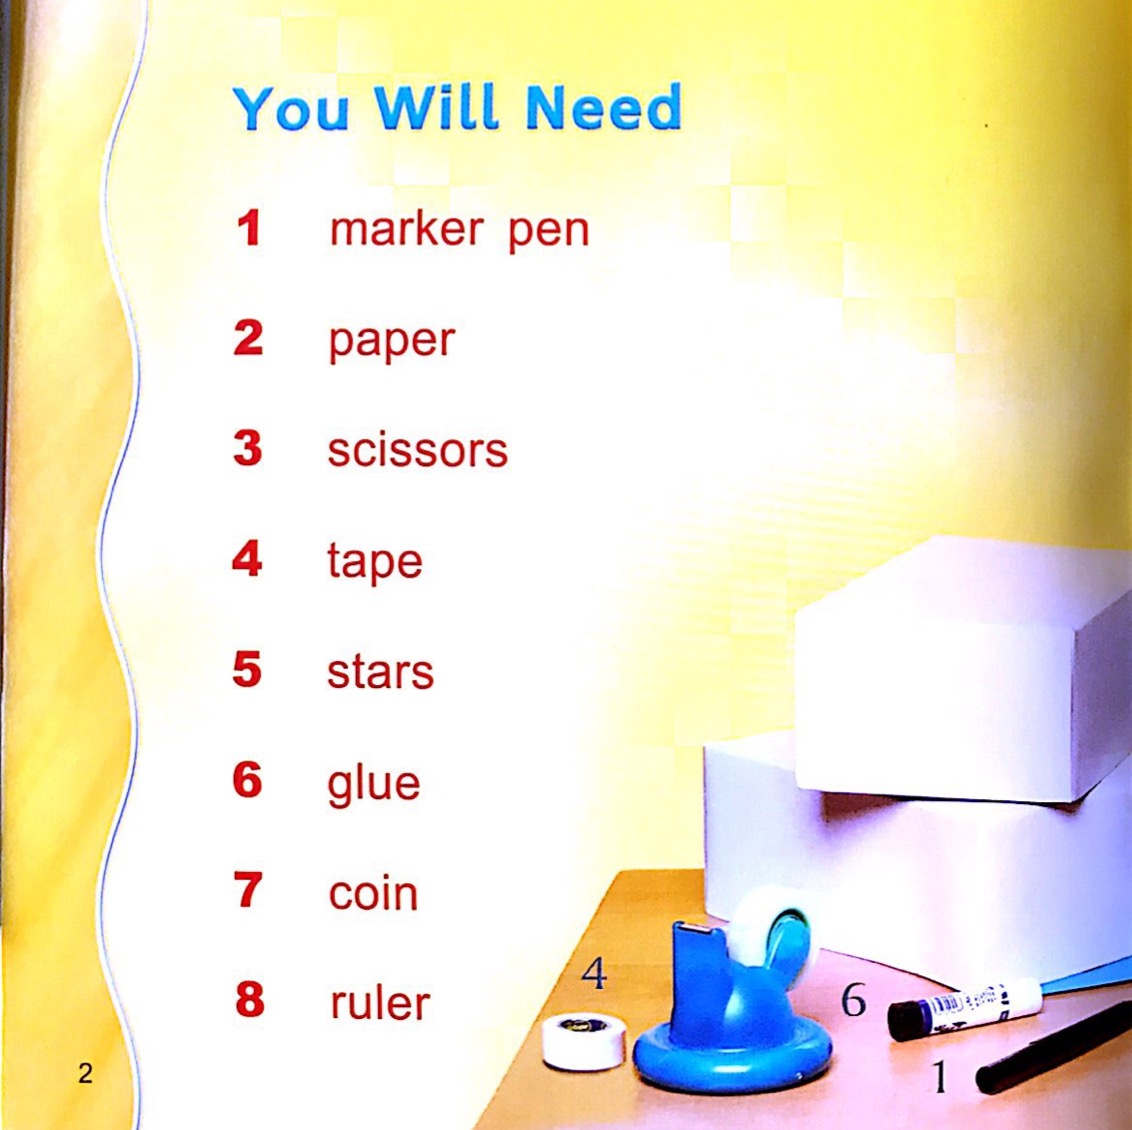 You Will Need
1 marker pen
2 paper
3 scissors
4 tape
5 stars
6 glue
7 coin
8 ruler
4
6
1
2